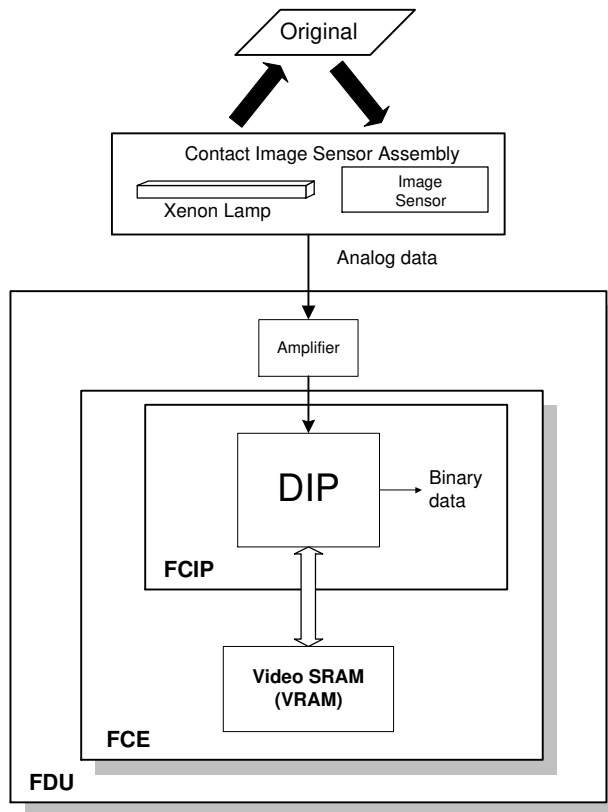 Original
Contact Image Sensor Assembly
Image
Sensor
Xenon Lamp
Analog data
Amplifier
DIP
Binary
data
FCIP
Video SRAM
(VRAM)
FCE
FDU